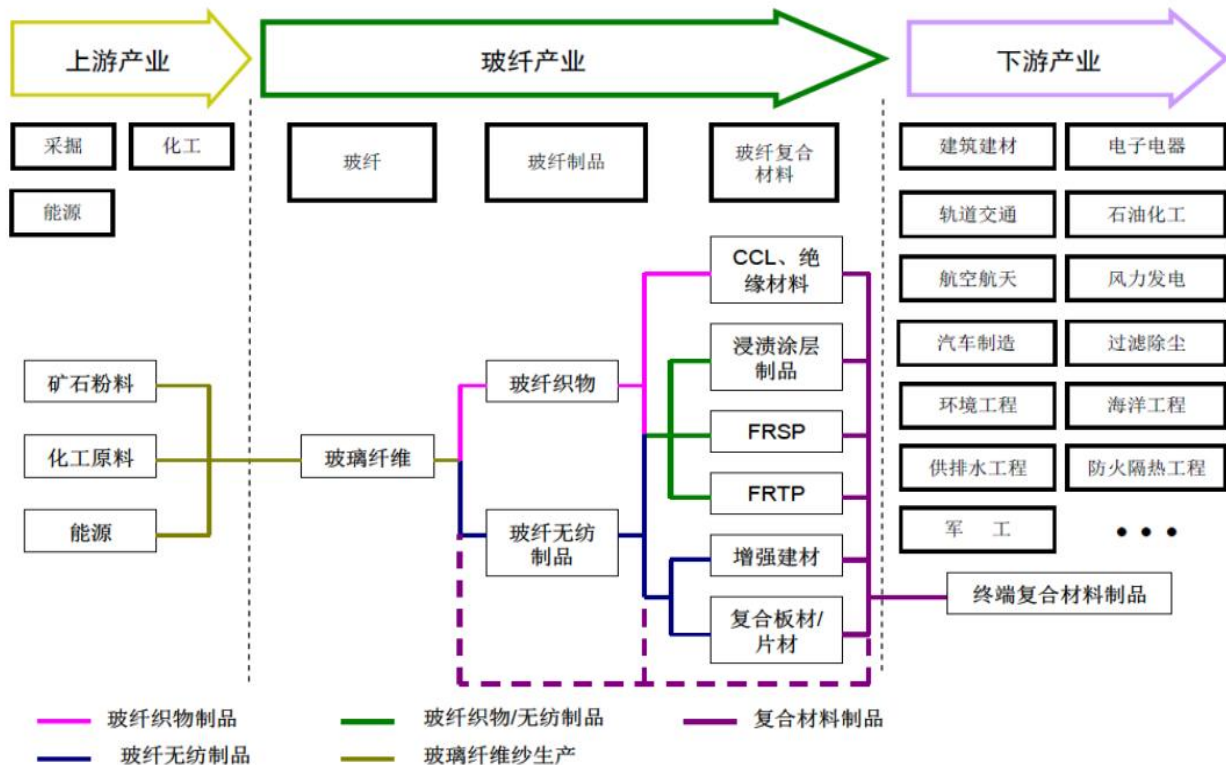 上游产业
玻纤产业
下游产业
采掘
化工
能源
玻纤
玻纤制品
玻纤复合
材料
建筑建材
电子电器
轨道交通
石油化工
航空航天
风力发电
汽车制造
过滤除尘
环境工程
海洋工程
供排水工程
防火隔热工程
军 工
•••
矿石粉料
化工原料
能源
玻璃纤维
玻纤织物
玻纤无纺
制品
CCL、绝
缘材料
浸渍涂层
制品
FRSP
FRTP
增强建材
复合板材/
片材
终端复合材料制品
玻纤织物制品
玻纤织物/无纺制品
复合材料制品
玻纤无纺制品
玻璃纤维纱生产